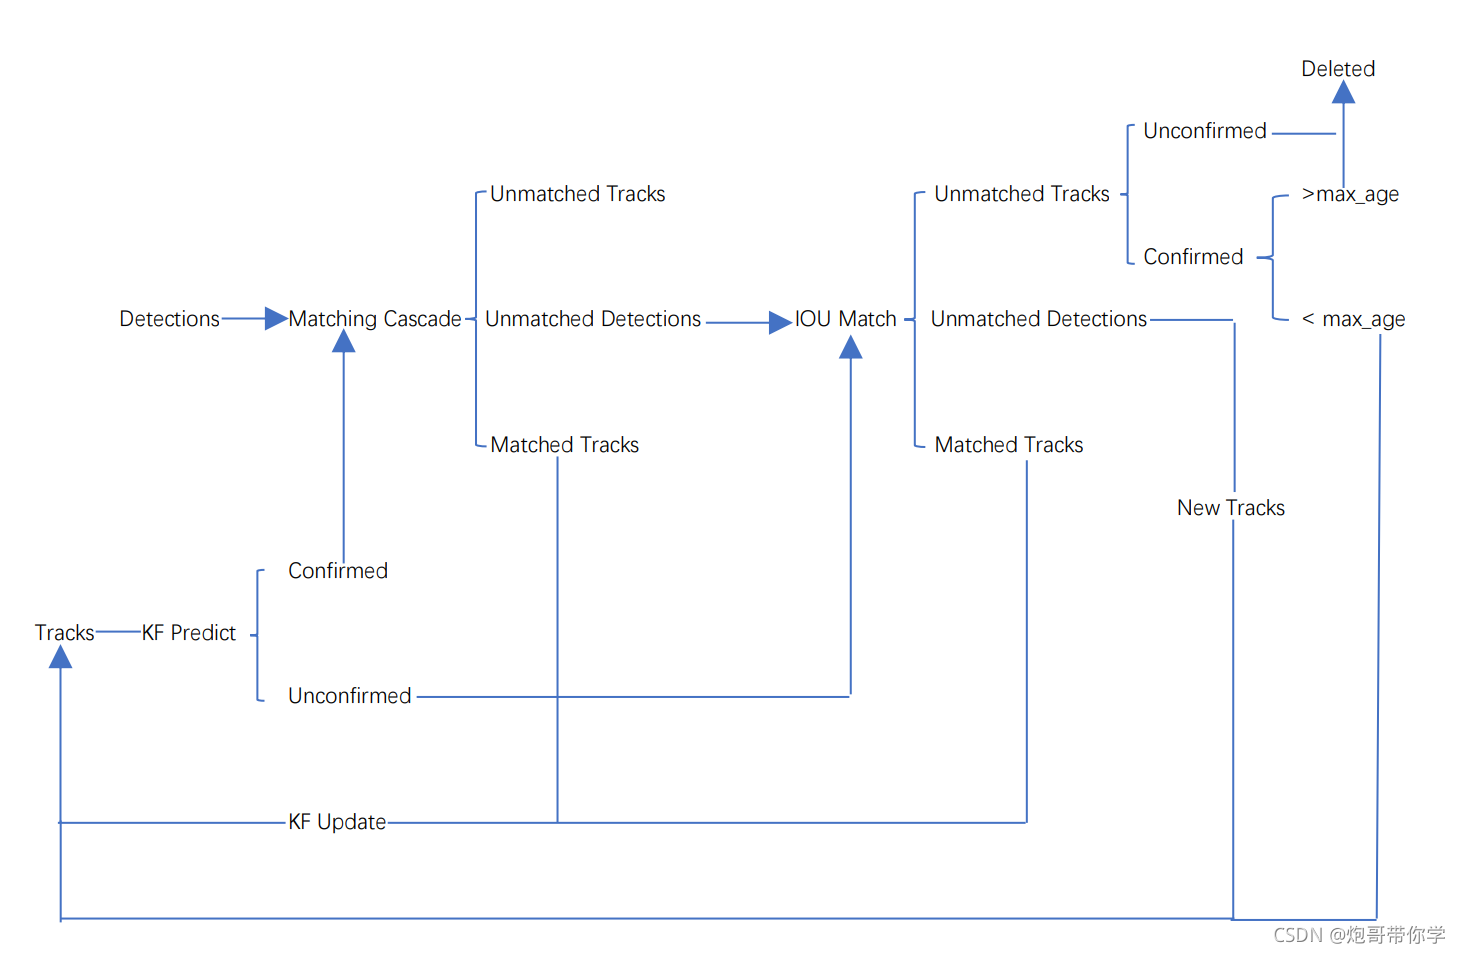 Deleted
Unconfirmed
Unmatched Tracks
Unmatched Tracks
>max_age
Confirmed
Detections
Matching Cascade
Unmatched Detections
IOU Match
Unmatched Detections
< max_age
Matched Tracks
Matched Tracks
New Tracks
Confirmed
Tracks
KF Predict
Unconfirmed
KF Update
CSDN @炮哥带你学